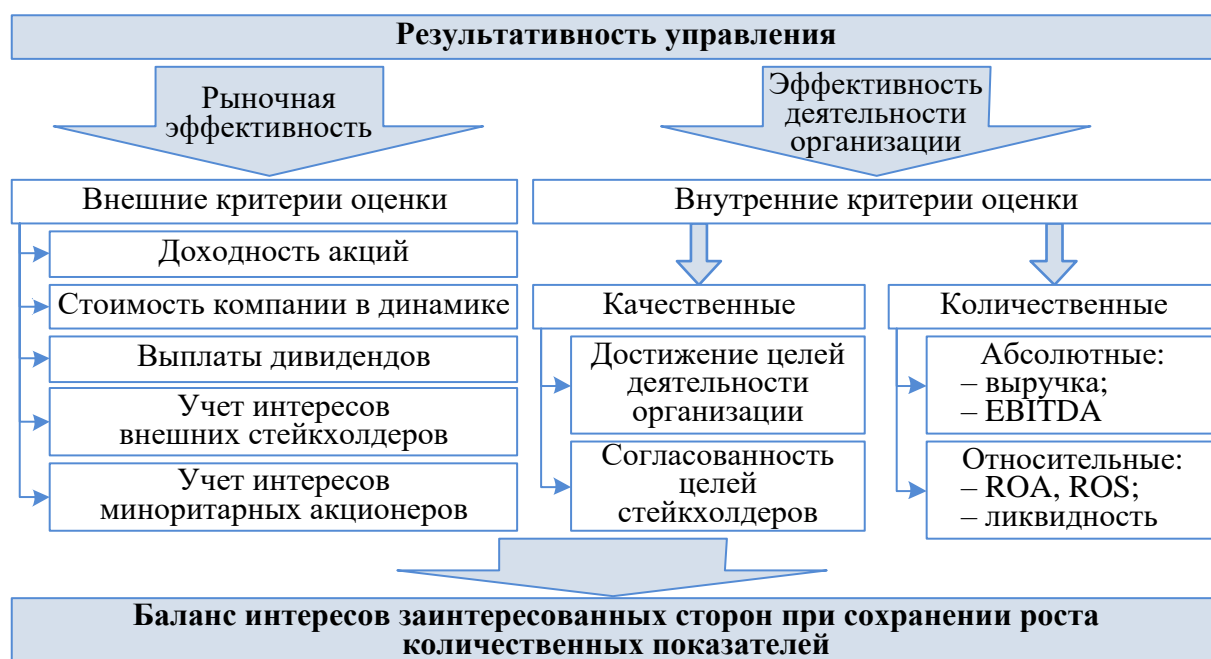 Результативность управления
Рыночная
эффективность
Эффективность
деятельности
организации
Внешние критерии оценки
Доходность акций
Стоимость компании в динамике
Выплаты дивидендов
Учет интересов
внешних стейкхолдеров
Учет интересов
миноритарных акционеров
Внутренние критерии оценки
Качественные
Достижение целей
деятельности
организации
Согласованность
целей
стейкхолдеров
Количественные
Абсолютные:
– выручка;
– EBITDA
Относительные:
– ROA, ROS;
– ликвидность
Баланс интересов заинтересованных сторон при сохранении роста
количественных показателей